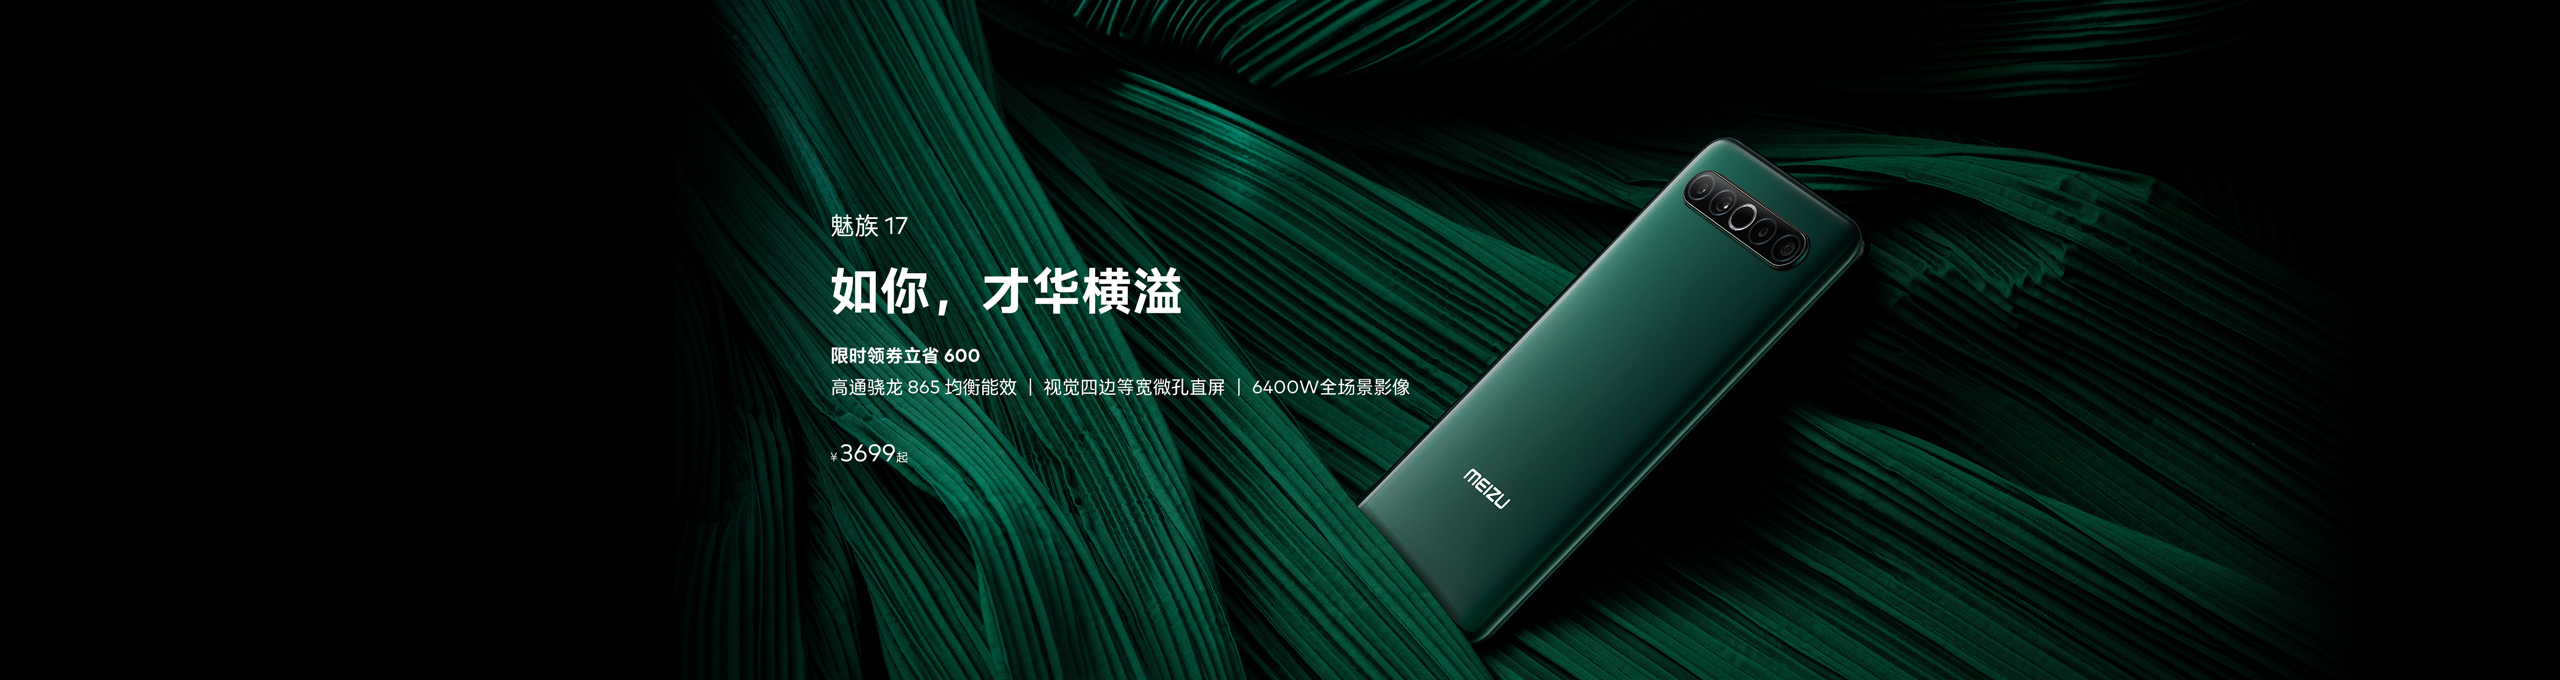 魅族 17
如你，才华横溢
限时领券立省 600
高通骁龙 865 均衡能效 | 视觉四边等宽微孔直屏 | 6400W全场景影像
¥3699起
MEIZU